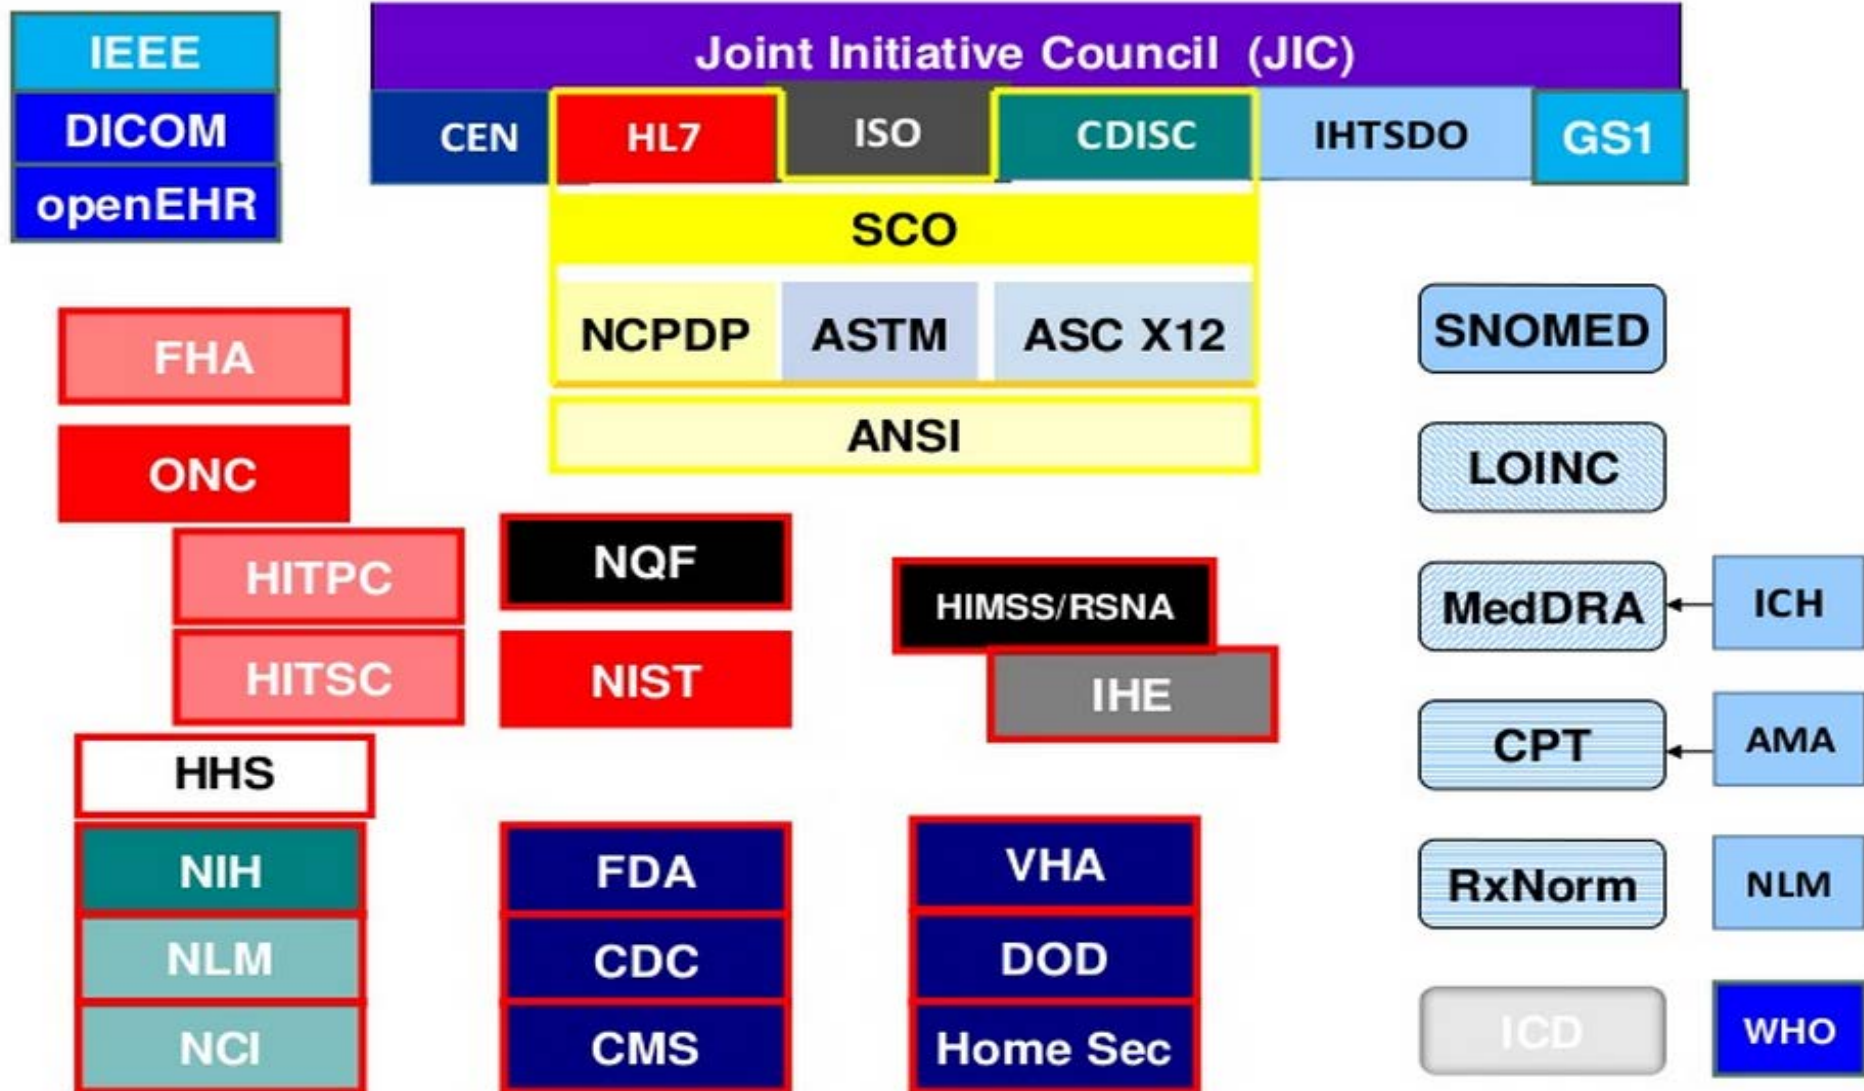 IEEE
DICOM
openEHR
Joint Initiative Council (JIC)
CEN
HL7
ISO
CDISC
IHTSDO
GS1
SCO
NCPDP
ASTM
ASC X12
ANSI
FHA
ONC
HITPC
HITSC
NQF
NIST
HIMSS/RSNA
IHE
HHS
NIH
NLM
NCI
FDA
CDC
CMS
VHA
DOD
Home Sec
SNOMED
LOINC
MedDRA
ICH
CPT
AMA
RxNorm
NLM
ICD
WHO